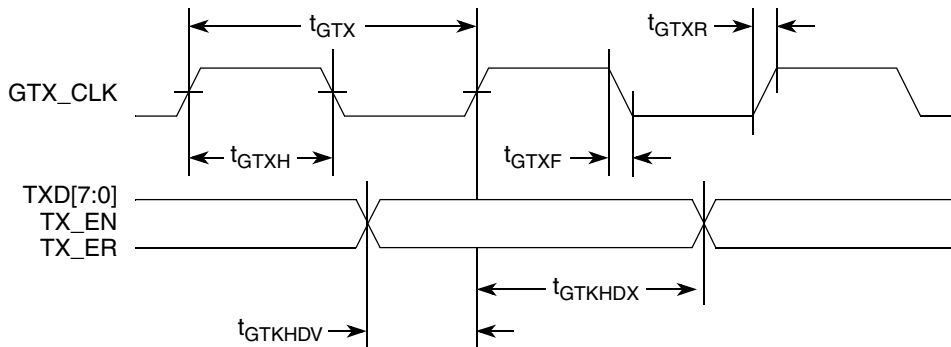 tGTX
tGTXR
GTX_CLK
tGTXH
tGTXF
TXD[7:0]
TX_EN
TX_ER
tGTKHDX
tGTKHDV